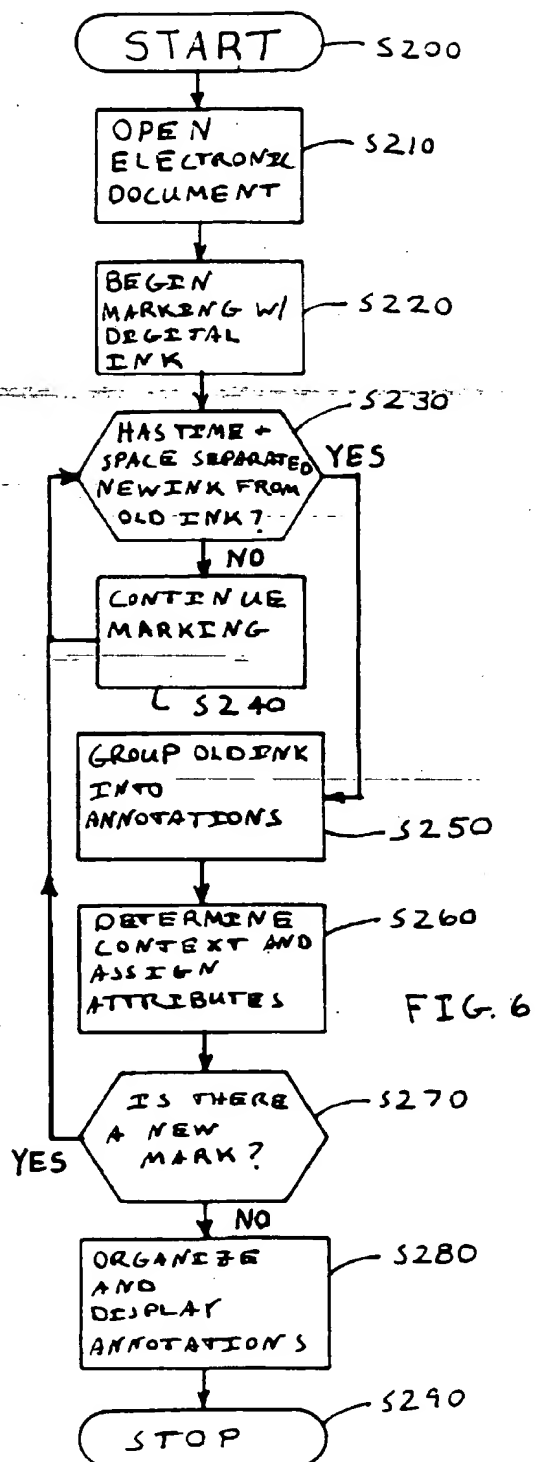 START
S200
OPEN
ELECTRONIC
DOCUMENT
S210
BEGIN
MARKING W/
DIGITAL
INK
S220
S230
HAS TIME +
SPACE SEPARATED
NEW INK FROM
OLD INK?
YES
NO
CONTINUE
MARKING
S240
GROUP OLD INK
INTO
ANNOTATIONS
S250
DETERMINE
CONTEXT AND
ASSIGN
ATTRIBUTES
S260
FIG. 6
IS THERE
A NEW
MARK?
S270
YES
NO
ORGANIZE
AND
DISPLAY
ANNOTATIONS
S280
STOP
S290